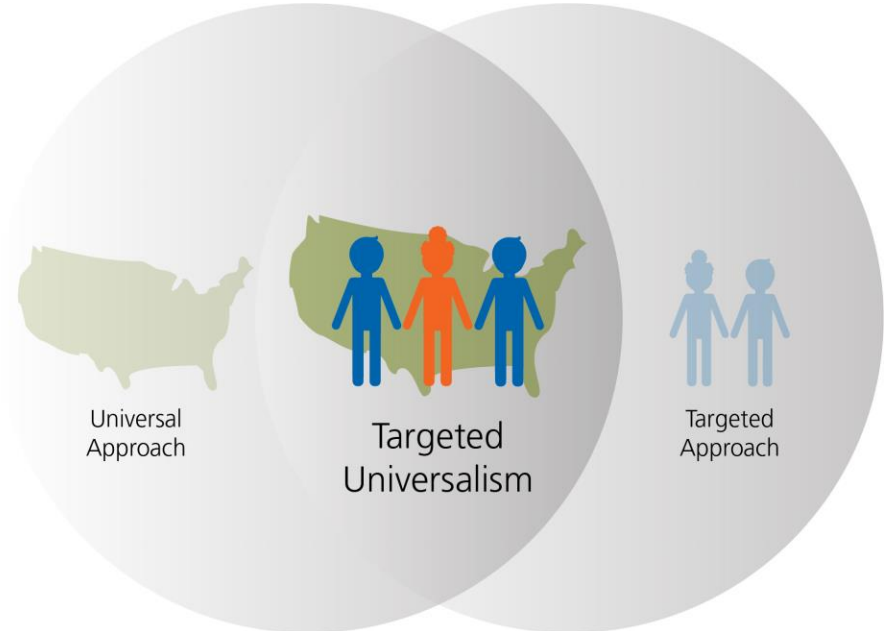 Universal
Approach
Targeted
Universalism
Targeted
Approach